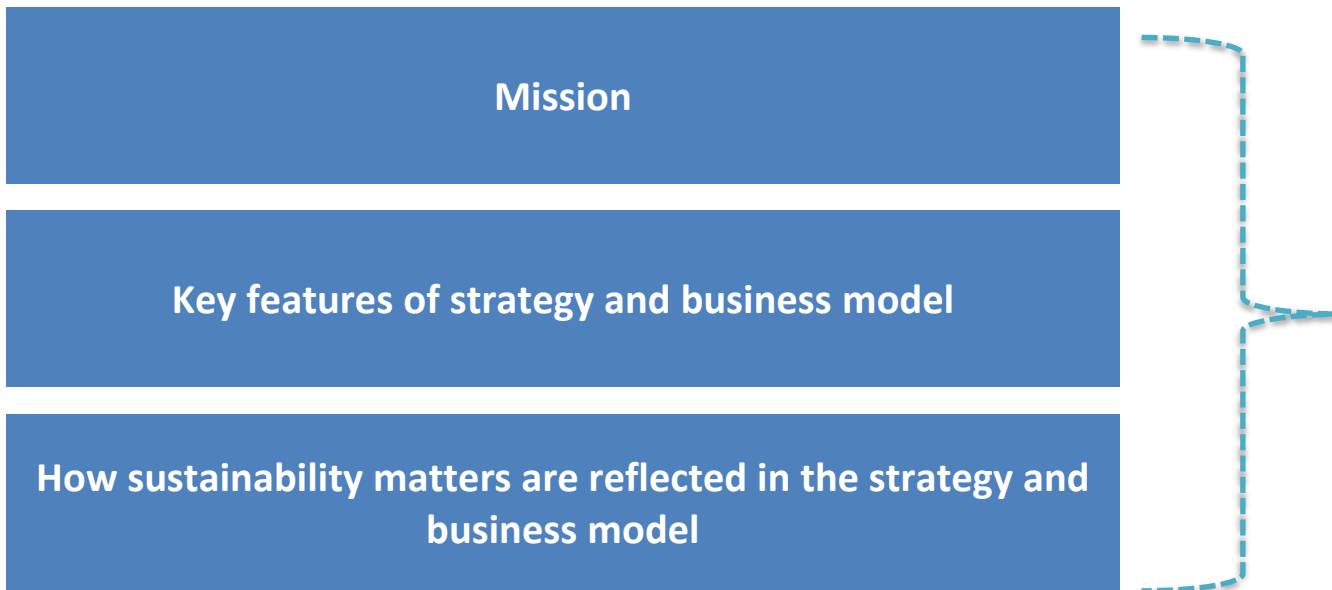 Mission
Key features of strategy and business model
How sustainability matters are reflected in the strategy and
business model